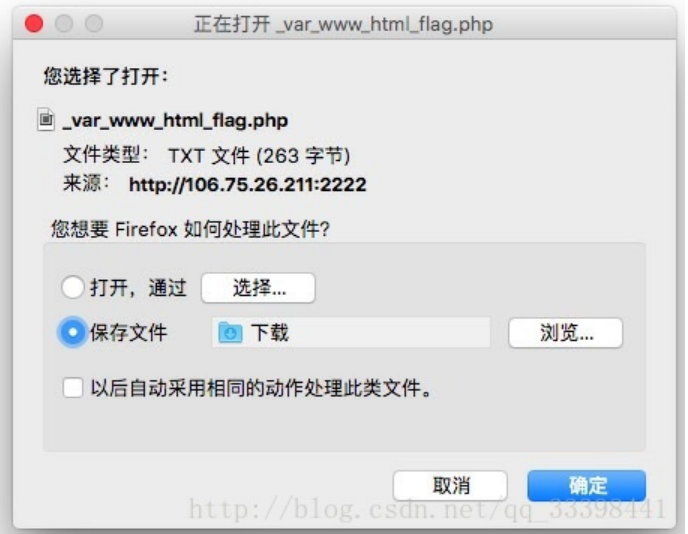 正在打开 _var_www_html_flag.php
您选择了打开：
_var_www_html_flag.php
文件类型： TXT 文件 (263 字节)
来源： http://106.75.26.211:2222
您想要 Firefox 如何处理此文件?
打开，通过 选择...
保存文件 下载 浏览...
以后自动采用相同的动作处理此类文件。
取消 确定
http://blog.csdn.net/qq_33398441